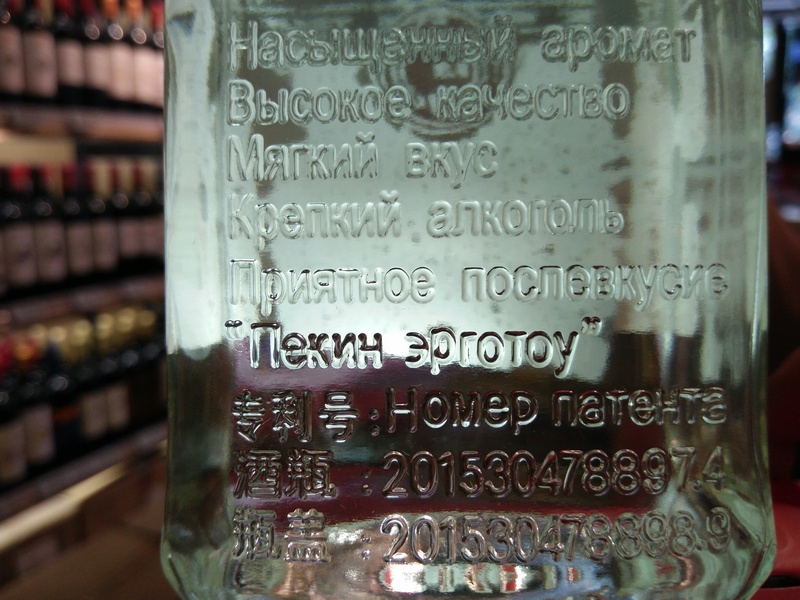 Насыщенный аромат
Высокое качество
Мягкий вкус
Крепкий алкоголь
Приятное послевкусие
“Пекин эрготоу”
专利号:Номер патента
酒瓶 :201530478897.4
瓶盖 :201530478898.9